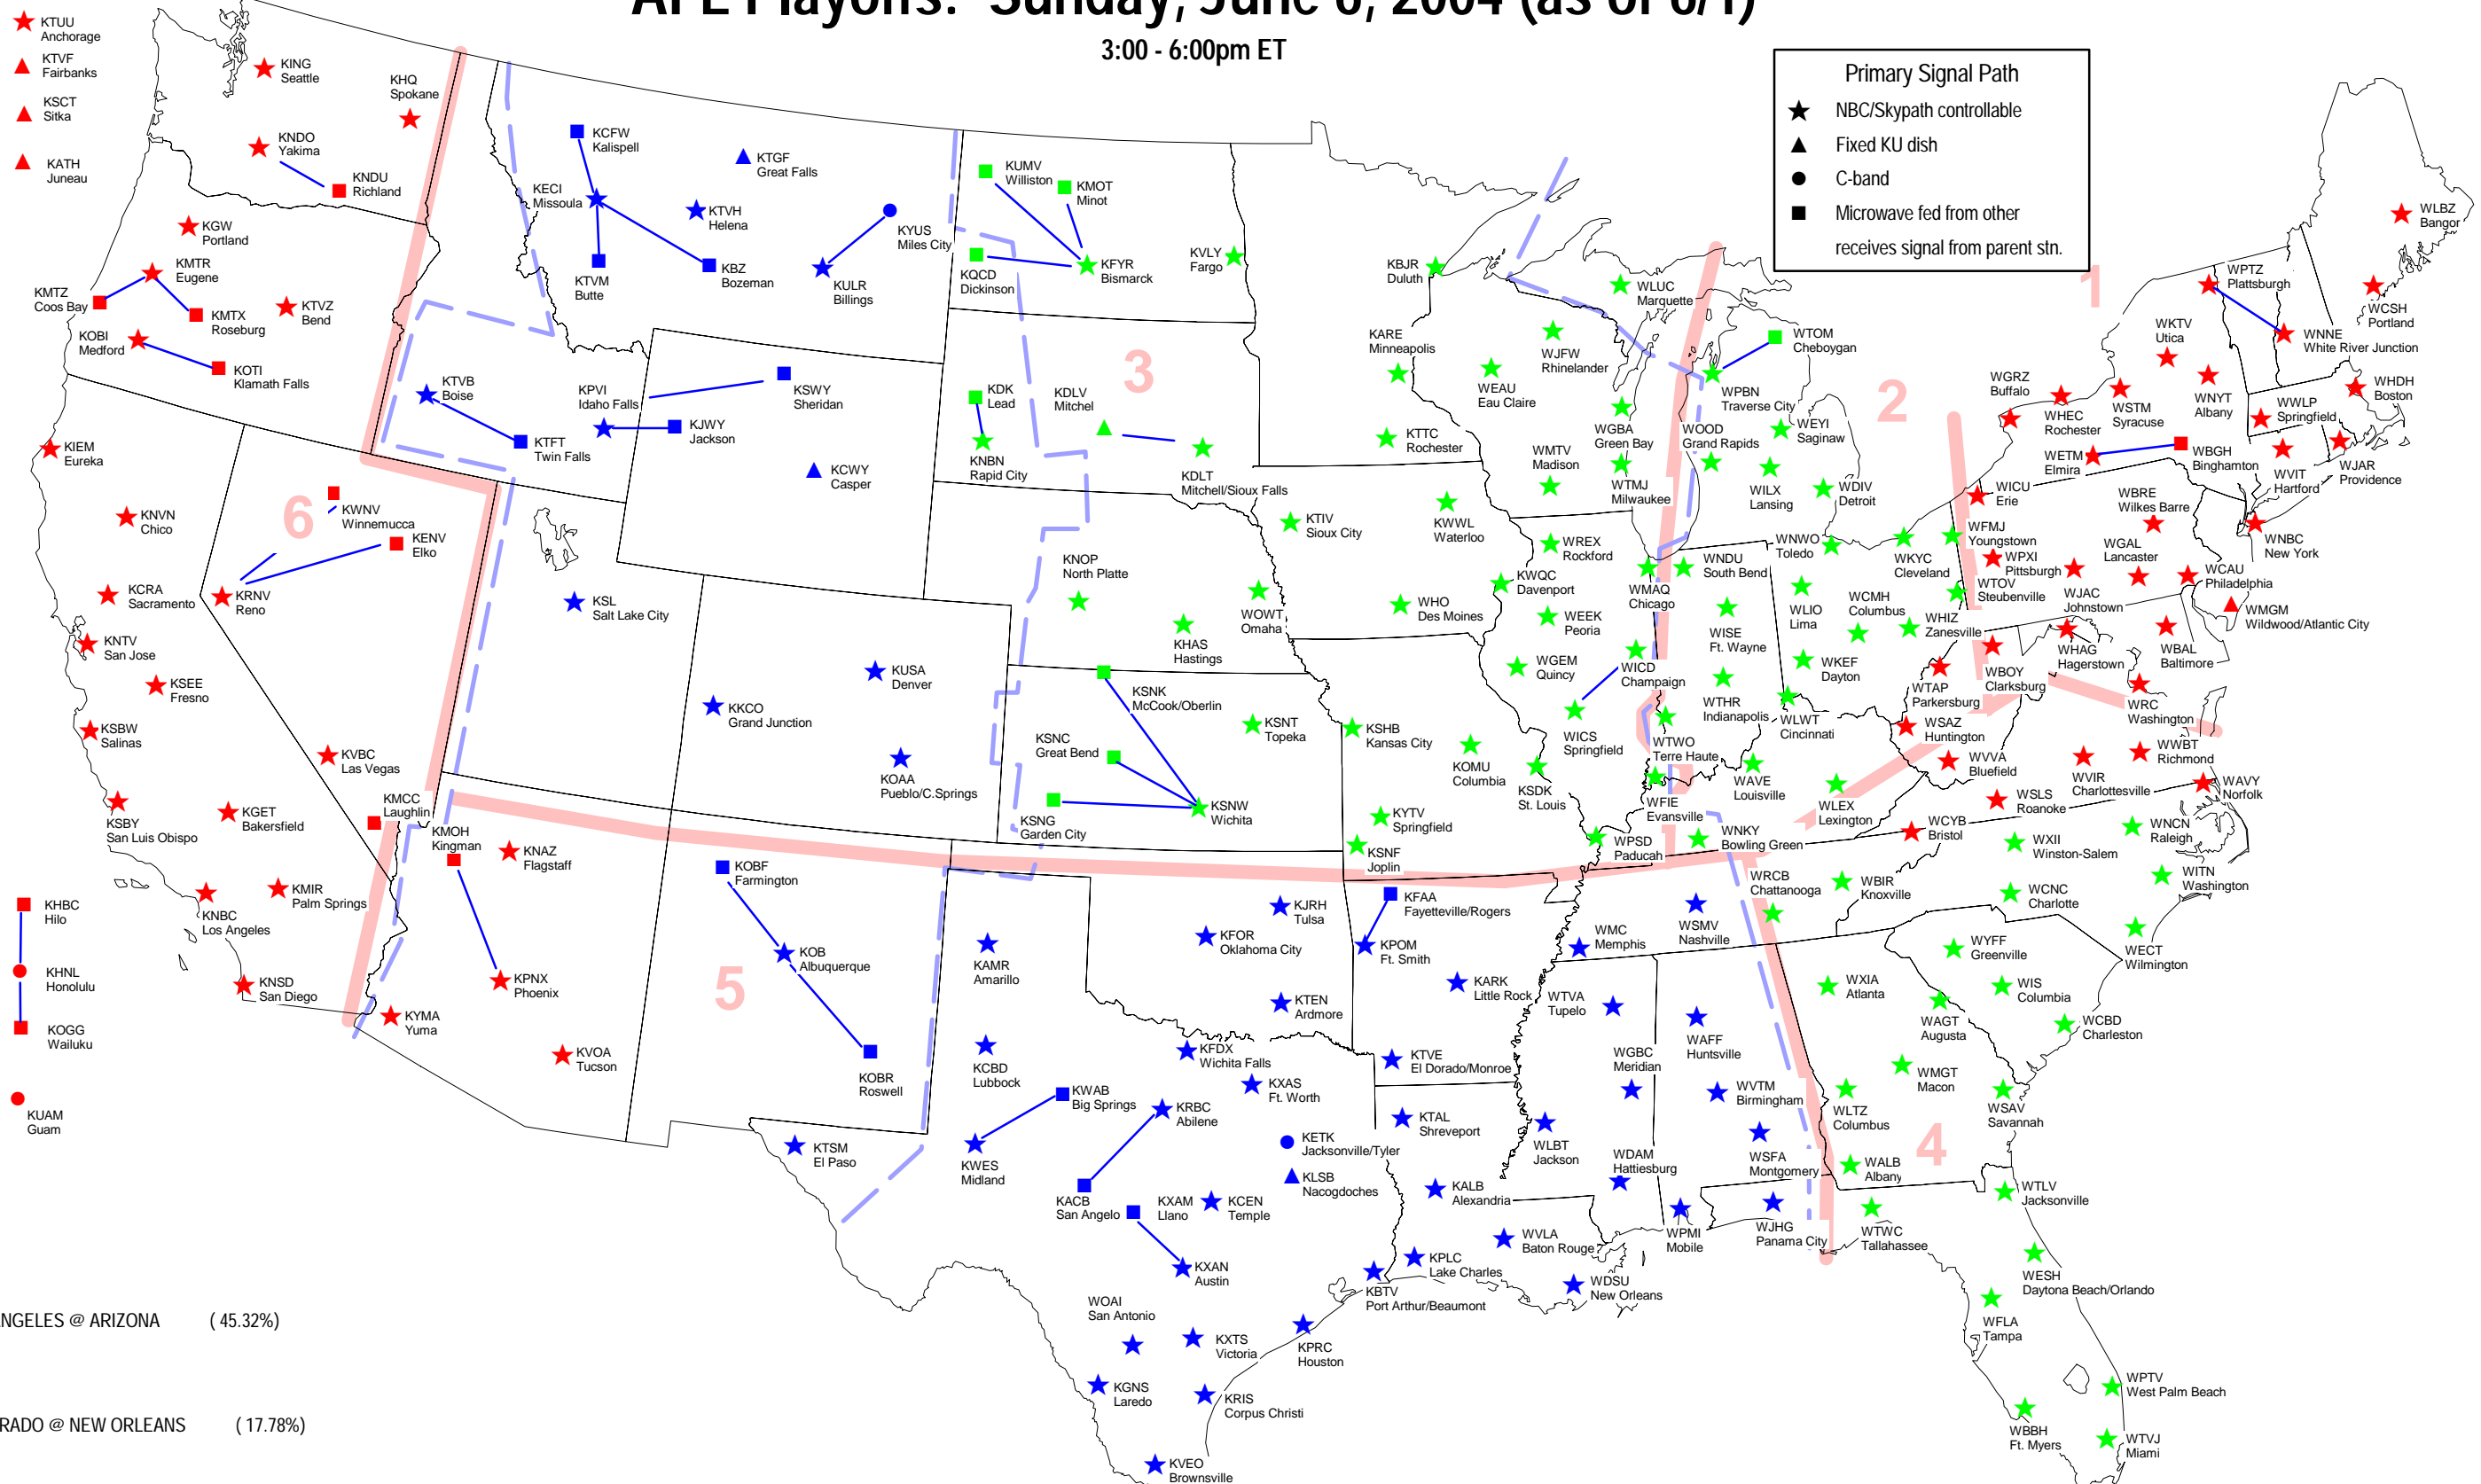 AFL Playoffs: Sunday, June 6, 2004 (as of 6/1)
3:00 - 6:00pm ET
Primary Signal Path
NBC/Skypath controllable
Fixed KU dish
C-band
Microwave fed from other
receives signal from parent stn.
KTUU
Anchorage
KTVF
Fairbanks
KSCT
Sitka
KATH
Juneau
KING
Seattle
KHQ
Spokane
KNDO
Yakima
KNDU
Richland
KGW
Portland
KMTR
Eugene
KMTZ
Coos Bay
KMTX
Roseburg
KTVZ
Bend
KOBI
Medford
KOTI
Klamath Falls
KIEM
Eureka
KNVN
Chico
KCRA
Sacramento
KNTV
San Jose
KSEE
Fresno
KSBW
Salinas
KSBY
San Luis Obispo
KGET
Bakersfield
KNBC
Los Angeles
KMIR
Palm Springs
KNSD
San Diego
6
KWNV
Winnemucca
KENV
Elko
KRNV
Reno
KVBC
Las Vegas
KMCC
Laughlin
KMOH
Kingman
KNAZ
Flagstaff
KPNX
Phoenix
KYMA
Yuma
KVOA
Tucson
KHBC
Hilo
KHNL
Honolulu
KOGG
Wailuku
KUAM
Guam
KCFW
Kalispell
KECI
Missoula
KTGF
Great Falls
KTVH
Helena
KTVM
Butte
KBZ
Bozeman
KYUS
Miles City
KULR
Billings
KTVB
Boise
KTFT
Twin Falls
KPVI
Idaho Falls
KSWY
Sheridan
KJWY
Jackson
KCWY
Casper
KSL
Salt Lake City
KUSA
Denver
KKCO
Grand Junction
KOAA
Pueblo/C.Springs
KOBF
Farmington
KOB
Albuquerque
KOBR
Roswell
5
KUMV
Williston
KMOT
Minot
KQCD
Dickinson
KFYR
Bismarck
KVLY
Fargo
3
KDK
Lead
KNBN
Rapid City
KDLV
Mitchel
KDLT
Mitchell/Sioux Falls
KNOP
North Platte
KHAS
Hastings
WOWT
Omaha
KSNK
McCook/Oberlin
KSNC
Great Bend
KSNG
Garden City
KSNW
Wichita
KSNT
Topeka
KBJR
Duluth
KARE
Minneapolis
KTTC
Rochester
KTIV
Sioux City
KWWL
Waterloo
WHO
Des Moines
KWQC
Davenport
KSHB
Kansas City
KOMU
Columbia
KSDK
St. Louis
KYTV
Springfield
KSNF
Joplin
WLUC
Marquette
WJFW
Rhinelander
WEAU
Eau Claire
WGBA
Green Bay
WMTV
Madison
WTMJ
Milwaukee
WREX
Rockford
WMAQ
Chicago
WEEK
Peoria
WGEM
Quincy
WICD
Champaign
WICS
Springfield
WPSD
Paducah
WTOM
Cheboygan
WPBN
Traverse City
2
WOOD
Grand Rapids
WEYI
Saginaw
WILX
Lansing
WDIV
Detroit
WNDU
South Bend
WISE
Ft. Wayne
WTHR
Indianapolis
WTWO
Terre Haute
WFIE
Evansville
WNWO
Toledo
WKYC
Cleveland
WFMJ
Youngstown
WLIO
Lima
WCMH
Columbus
WHIZ
Zanesville
WTOV
Steubenville
WKEF
Dayton
WLWT
Cincinnati
WAVE
Louisville
WLEX
Lexington
WNKY
Bowling Green
1
WLBZ
Bangor
WCSH
Portland
WPTZ
Plattsburgh
WNNE
White River Junction
WKTV
Utica
WNYT
Albany
WSTM
Syracuse
WGRZ
Buffalo
WHEC
Rochester
WETM
Elmira
WBGH
Binghamton
WHDH
Boston
WWLP
Springfield
WVIT
Hartford
WJAR
Providence
WNBC
New York
WICU
Erie
WBRE
Wilkes Barre
WPXI
Pittsburgh
WGAL
Lancaster
WCAU
Philadelphia
WJAC
Johnstown
WMGM
Wildwood/Atlantic City
WHAG
Hagerstown
WBAL
Baltimore
WBOY
Clarksburg
WTAP
Parkersburg
WRC
Washington
WSAZ
Huntington
WVVA
Bluefield
WVIR
Charlottesville
WWBT
Richmond
WAVY
Norfolk
WSLS
Roanoke
WCYB
Bristol
WXII
Winston-Salem
WNCN
Raleigh
WITN
Washington
WCNC
Charlotte
WECT
Wilmington
WBIR
Knoxville
WRCB
Chattanooga
WYFF
Greenville
WIS
Columbia
WCBD
Charleston
WXIA
Atlanta
WAGT
Augusta
WMGT
Macon
WSAV
Savannah
WLTZ
Columbus
WALB
Albany
4
WTLV
Jacksonville
WTWC
Tallahassee
WESH
Daytona Beach/Orlando
WFLA
Tampa
WPTV
West Palm Beach
WBBH
Ft. Myers
WTVJ
Miami
WSMV
Nashville
WMC
Memphis
WTVA
Tupelo
WAFF
Huntsville
WGBC
Meridian
WVTM
Birmingham
WLBT
Jackson
WDAM
Hattiesburg
WSFA
Montgomery
WPMI
Mobile
WJHG
Panama City
KFAA
Fayetteville/Rogers
KPOM
Ft. Smith
KARK
Little Rock
KTVE
El Dorado/Monroe
KTAL
Shreveport
KALB
Alexandria
WVLA
Baton Rouge
KPLC
Lake Charles
WDSU
New Orleans
KJRH
Tulsa
KFOR
Oklahoma City
KTEN
Ardmore
KAMR
Amarillo
KCBD
Lubbock
KFDX
Wichita Falls
KXAS
Ft. Worth
KWAB
Big Springs
KRBC
Abilene
KTSM
El Paso
KWES
Midland
KETK
Jacksonville/Tyler
KLSB
Nacogdoches
KACB
San Angelo
KXAM
Llano
KCEN
Temple
KXAN
Austin
KBTV
Port Arthur/Beaumont
WOAI
San Antonio
KXTS
Victoria
KPRC
Houston
KGNS
Laredo
KRIS
Corpus Christi
KVEO
Brownsville
NGELES @ ARIZONA ( 45.32%)
RADO @ NEW ORLEANS ( 17.78%)